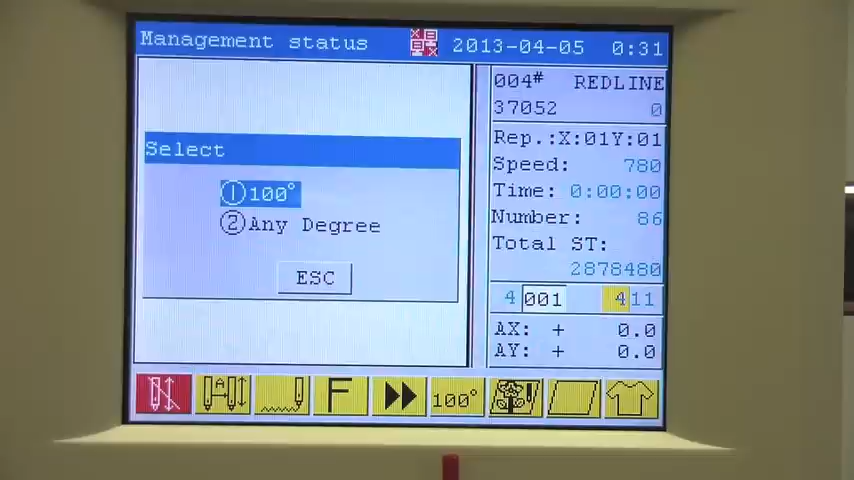 Management status 2013-04-05 0:31
Select
①100°
②Any Degree
ESC
004# REDLINE
37052 0
Rep.:X:01Y:01
Speed: 780
Time: 0:00:00
Number: 86
Total ST:
2878480
4 001 411
AX: + 0.0
AY: + 0.0
A F 100°